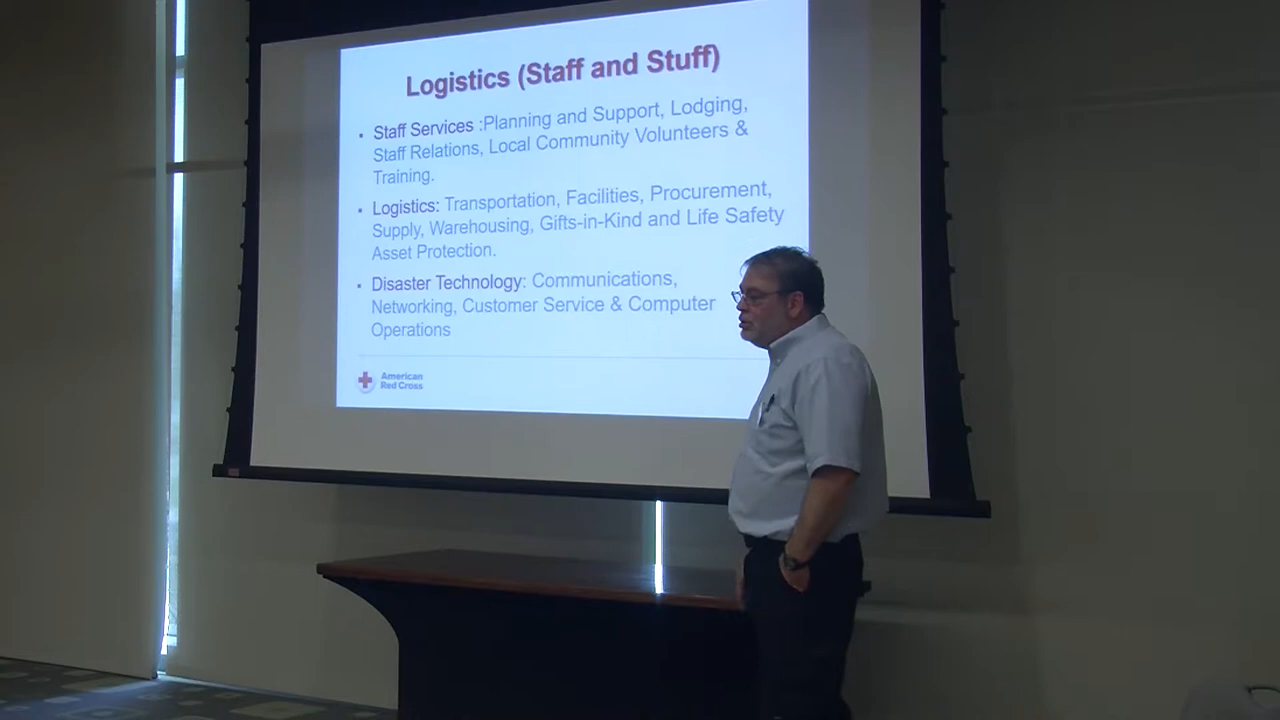 Logistics (Staff and Stuff)
• Staff Services :Planning and Support, Lodging,
Staff Relations, Local Community Volunteers &
Training.
• Logistics: Transportation, Facilities, Procurement,
Supply, Warehousing, Gifts-in-Kind and Life Safety
Asset Protection.
• Disaster Technology: Communications,
Networking, Customer Service & Computer
Operations
American
Red Cross